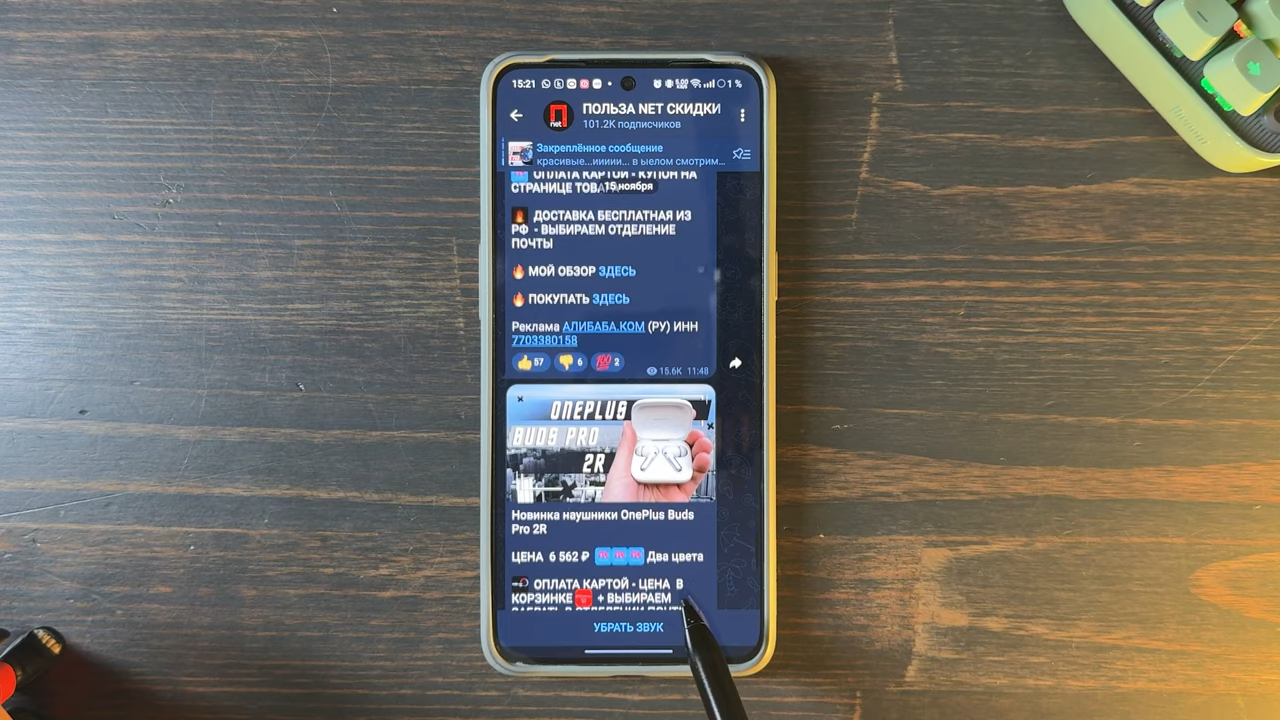 15:21
1 %
ПОЛЬЗА NET СКИДКИ
101.2K подписчиков
Закреплённое сообщение
красивые...иииии... в ыелом смотрим...
ОПЛАТА КАРТОЙ - КУПОН НА
СТРАНИЦЕ
15 ноября
ДОСТАВКА БЕСПЛАТНАЯ ИЗ
РФ - ВЫБИРАЕМ ОТДЕЛЕНИЕ
ПОЧТЫ
🔥 МОЙ ОБЗОР ЗДЕСЬ
🔥 ПОКУПАТЬ ЗДЕСЬ
Реклама АЛИБАБА.КОМ (РУ) ИНН
7703380158
👍 57 👎 6 💯 2
15.6K 11:48
ONEPLUS
BUDS PRO
2R
Новинка наушники OnePlus Buds
Pro 2R
ЦЕНА 6 562 ₽ Два цвета
ОПЛАТА КАРТОЙ - ЦЕНА В
КОРЗИНКЕ + ВЫБИРАЕМ
УБРАТЬ ЗВУК